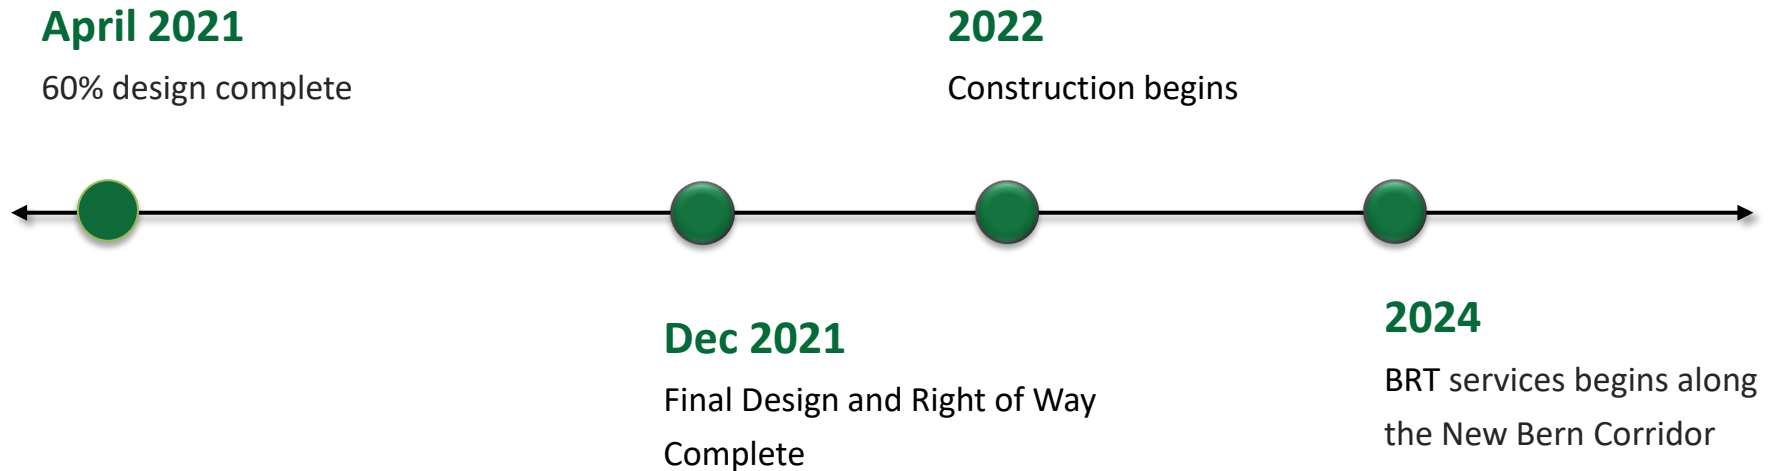 April 2021
60% design complete
2022
Construction begins
Dec 2021
Final Design and Right of Way
Complete
2024
BRT services begins along
the New Bern Corridor